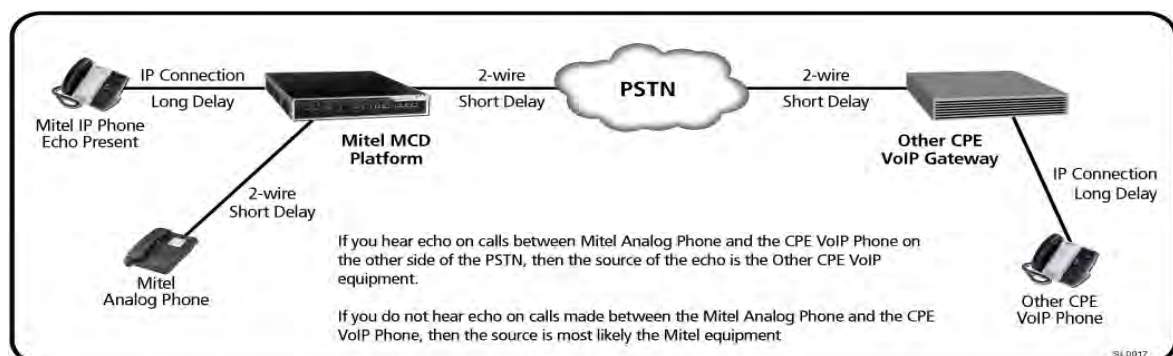 IP Connection
Long Delay
Mitel IP Phone
Echo Present
Mitel MCD
Platform
2-wire
Short Delay
PSTN
2-wire
Short Delay
Other CPE
VoIP Gateway
2-wire
Short Delay
IP Connection
Long Delay
Mitel
Analog Phone
If you hear echo on calls between Mitel Analog Phone and the CPE VoIP Phone on
the other side of the PSTN, then the source of the echo is the Other CPE VoIP
equipment.
If you do not hear echo on calls made between the Mitel Analog Phone and the CPE
VoIP Phone, then the source is most likely the Mitel equipment
Other CPE
VoIP Phone